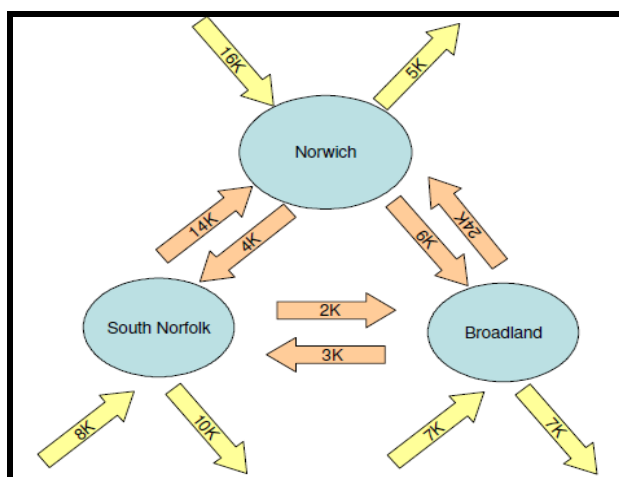 16K
5K
Norwich
14K
4K
9K
24K
South Norfolk
2K
3K
Broadland
8K
10K
7K
7K